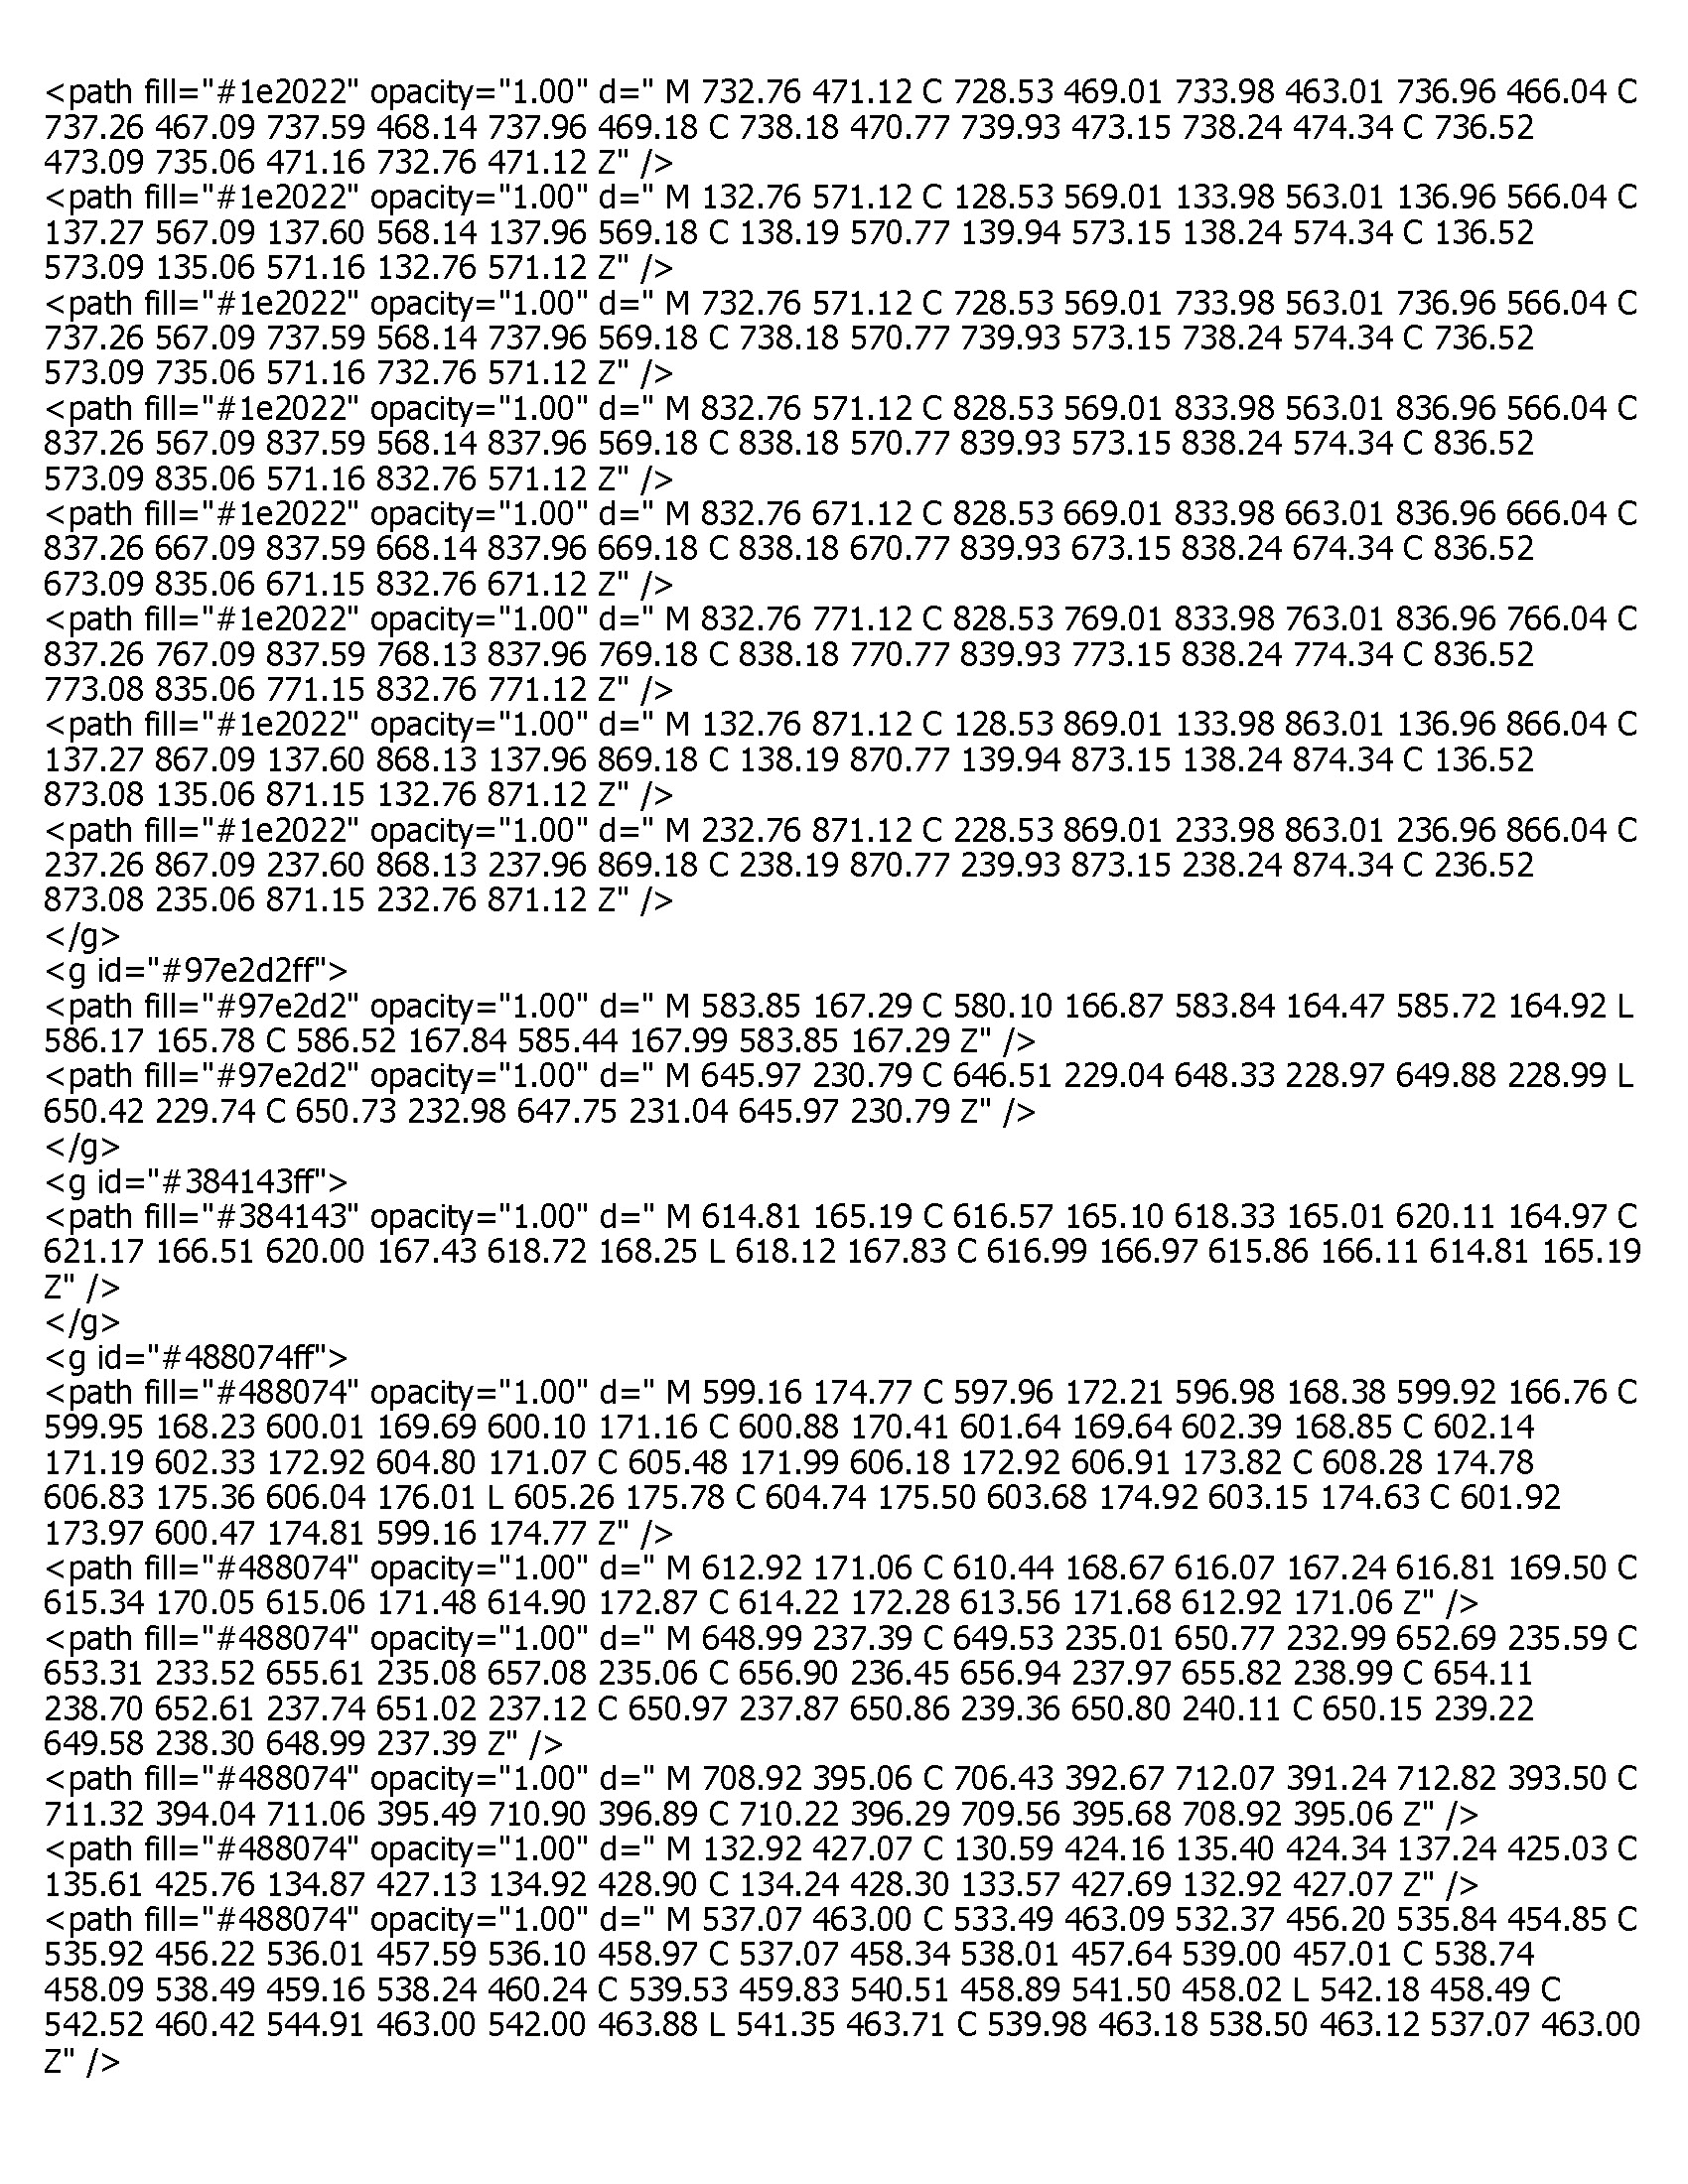 <path fill="#1e2022" opacity="1.00" d=" M 732.76 471.12 C 728.53 469.01 733.98 463.01 736.96 466.04 C
737.26 467.09 737.59 468.14 737.96 469.18 C 738.18 470.77 739.93 473.15 738.24 474.34 C 736.52
473.09 735.06 471.16 732.76 471.12 Z" />
<path fill="#1e2022" opacity="1.00" d=" M 132.76 571.12 C 128.53 569.01 133.98 563.01 136.96 566.04 C
137.27 567.09 137.60 568.14 137.96 569.18 C 138.19 570.77 139.94 573.15 138.24 574.34 C 136.52
573.09 135.06 571.16 132.76 571.12 Z" />
<path fill="#1e2022" opacity="1.00" d=" M 732.76 571.12 C 728.53 569.01 733.98 563.01 736.96 566.04 C
737.26 567.09 737.59 568.14 737.96 569.18 C 738.18 570.77 739.93 573.15 738.24 574.34 C 736.52
573.09 735.06 571.16 732.76 571.12 Z" />
<path fill="#1e2022" opacity="1.00" d=" M 832.76 571.12 C 828.53 569.01 833.98 563.01 836.96 566.04 C
837.26 567.09 837.59 568.14 837.96 569.18 C 838.18 570.77 839.93 573.15 838.24 574.34 C 836.52
573.09 835.06 571.16 832.76 571.12 Z" />
<path fill="#1e2022" opacity="1.00" d=" M 832.76 671.12 C 828.53 669.01 833.98 663.01 836.96 666.04 C
837.26 667.09 837.59 668.14 837.96 669.18 C 838.18 670.77 839.93 673.15 838.24 674.34 C 836.52
673.09 835.06 671.15 832.76 671.12 Z" />
<path fill="#1e2022" opacity="1.00" d=" M 832.76 771.12 C 828.53 769.01 833.98 763.01 836.96 766.04 C
837.26 767.09 837.59 768.13 837.96 769.18 C 838.18 770.77 839.93 773.15 838.24 774.34 C 836.52
773.08 835.06 771.15 832.76 771.12 Z" />
<path fill="#1e2022" opacity="1.00" d=" M 132.76 871.12 C 128.53 869.01 133.98 863.01 136.96 866.04 C
137.27 867.09 137.60 868.13 137.96 869.18 C 138.19 870.77 139.94 873.15 138.24 874.34 C 136.52
873.08 135.06 871.15 132.76 871.12 Z" />
<path fill="#1e2022" opacity="1.00" d=" M 232.76 871.12 C 228.53 869.01 233.98 863.01 236.96 866.04 C
237.26 867.09 237.60 868.13 237.96 869.18 C 238.19 870.77 239.93 873.15 238.24 874.34 C 236.52
873.08 235.06 871.15 232.76 871.12 Z" />
</g>
<g id="#97e2d2ff">
<path fill="#97e2d2" opacity="1.00" d=" M 583.85 167.29 C 580.10 166.87 583.84 164.47 585.72 164.92 L
586.17 165.78 C 586.52 167.84 585.44 167.99 583.85 167.29 Z" />
<path fill="#97e2d2" opacity="1.00" d=" M 645.97 230.79 C 646.51 229.04 648.33 228.97 649.88 228.99 L
650.42 229.74 C 650.73 232.98 647.75 231.04 645.97 230.79 Z" />
</g>
<g id="#384143ff">
<path fill="#384143" opacity="1.00" d=" M 614.81 165.19 C 616.57 165.10 618.33 165.01 620.11 164.97 C
621.17 166.51 620.00 167.43 618.72 168.25 L 618.12 167.83 C 616.99 166.97 615.86 166.11 614.81 165.19
Z" />
</g>
<g id="#488074ff">
<path fill="#488074" opacity="1.00" d=" M 599.16 174.77 C 597.96 172.21 596.98 168.38 599.92 166.76 C
599.95 168.23 600.01 169.69 600.10 171.16 C 600.88 170.41 601.64 169.64 602.39 168.85 C 602.14
171.19 602.33 172.92 604.80 171.07 C 605.48 171.99 606.18 172.92 606.91 173.82 C 608.28 174.78
606.83 175.36 606.04 176.01 L 605.26 175.78 C 604.74 175.50 603.68 174.92 603.15 174.63 C 601.92
173.97 600.47 174.81 599.16 174.77 Z" />
<path fill="#488074" opacity="1.00" d=" M 612.92 171.06 C 610.44 168.67 616.07 167.24 616.81 169.50 C
615.34 170.05 615.06 171.48 614.90 172.87 C 614.22 172.28 613.56 171.68 612.92 171.06 Z" />
<path fill="#488074" opacity="1.00" d=" M 648.99 237.39 C 649.53 235.01 650.77 232.99 652.69 235.59 C
653.31 233.52 655.61 235.08 657.08 235.06 C 656.90 236.45 656.94 237.97 655.82 238.99 C 654.11
238.70 652.61 237.74 651.02 237.12 C 650.97 237.87 650.86 239.36 650.80 240.11 C 650.15 239.22
649.58 238.30 648.99 237.39 Z" />
<path fill="#488074" opacity="1.00" d=" M 708.92 395.06 C 706.43 392.67 712.07 391.24 712.82 393.50 C
711.32 394.04 711.06 395.49 710.90 396.89 C 710.22 396.29 709.56 395.68 708.92 395.06 Z" />
<path fill="#488074" opacity="1.00" d=" M 132.92 427.07 C 130.59 424.16 135.40 424.34 137.24 425.03 C
135.61 425.76 134.87 427.13 134.92 428.90 C 134.24 428.30 133.57 427.69 132.92 427.07 Z" />
<path fill="#488074" opacity="1.00" d=" M 537.07 463.00 C 533.49 463.09 532.37 456.20 535.84 454.85 C
535.92 456.22 536.01 457.59 536.10 458.97 C 537.07 458.34 538.01 457.64 539.00 457.01 C 538.74
458.09 538.49 459.16 538.24 460.24 C 539.53 459.83 540.51 458.89 541.50 458.02 L 542.18 458.49 C
542.52 460.42 544.91 463.00 542.00 463.88 L 541.35 463.71 C 539.98 463.18 538.50 463.12 537.07 463.00
Z" />